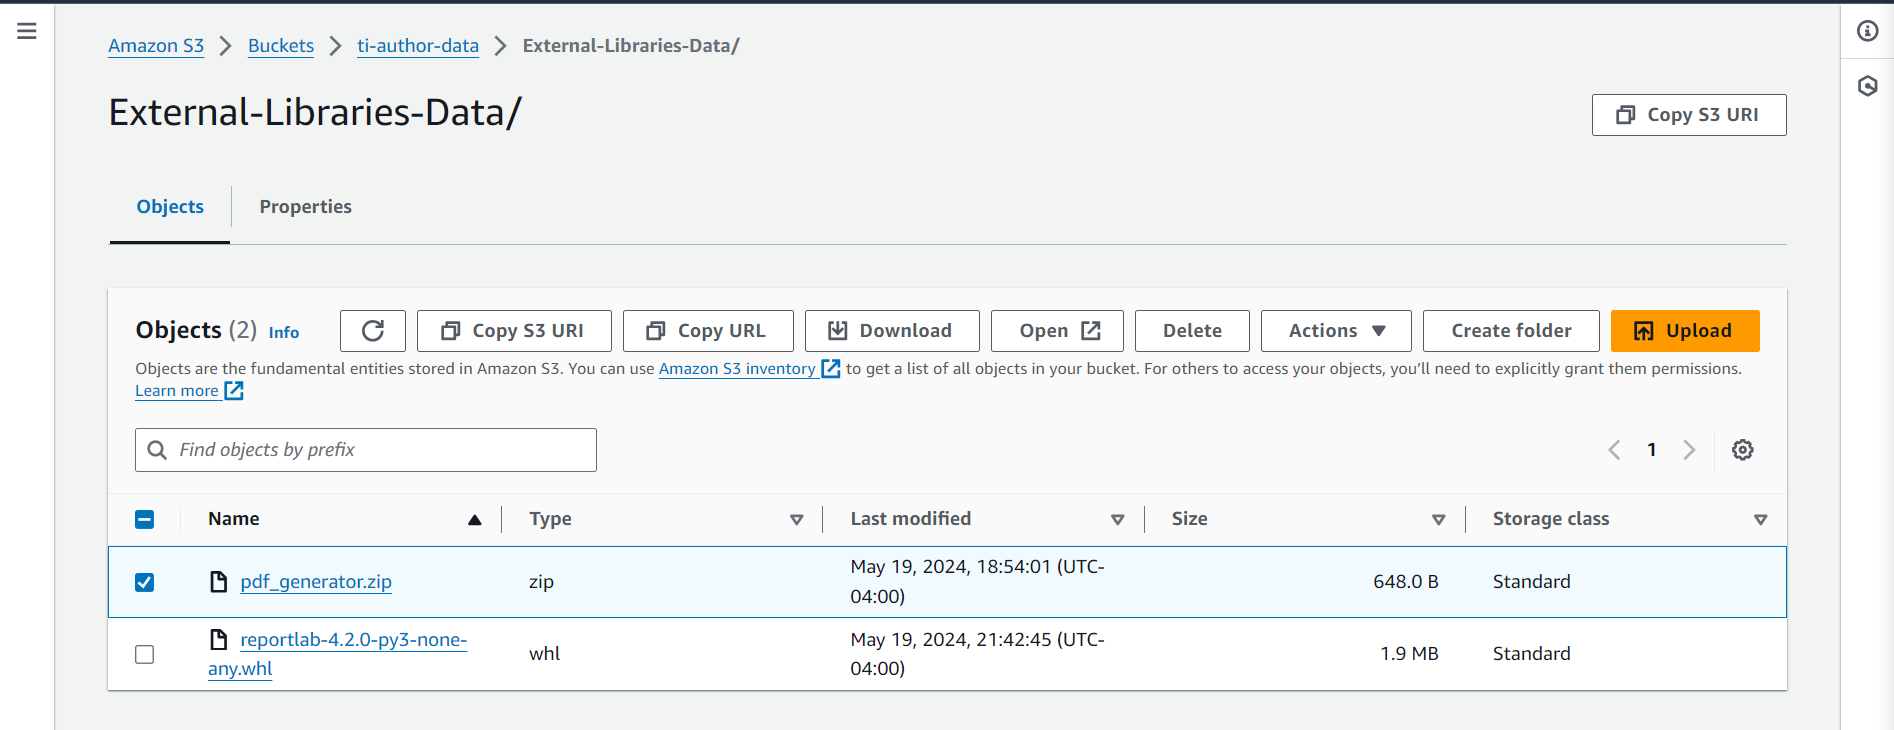 Amazon S3 Buckets ti-author-data External-Libraries-Data/
External-Libraries-Data/
Copy S3 URI
Objects Properties
Objects (2) Info Copy S3 URI Copy URL Download Open Delete Actions Create folder Upload
Objects are the fundamental entities stored in Amazon S3. You can use Amazon S3 inventory to get a list of all objects in your bucket. For others to access your objects, you’ll need to explicitly grant them permissions.
Learn more
Find objects by prefix
1
Name Type Last modified Size Storage class
pdf_generator.zip zip May 19, 2024, 18:54:01 (UTC-
04:00) 648.0 B Standard
reportlab-4.2.0-py3-none-
any.whl whl May 19, 2024, 21:42:45 (UTC-
04:00) 1.9 MB Standard